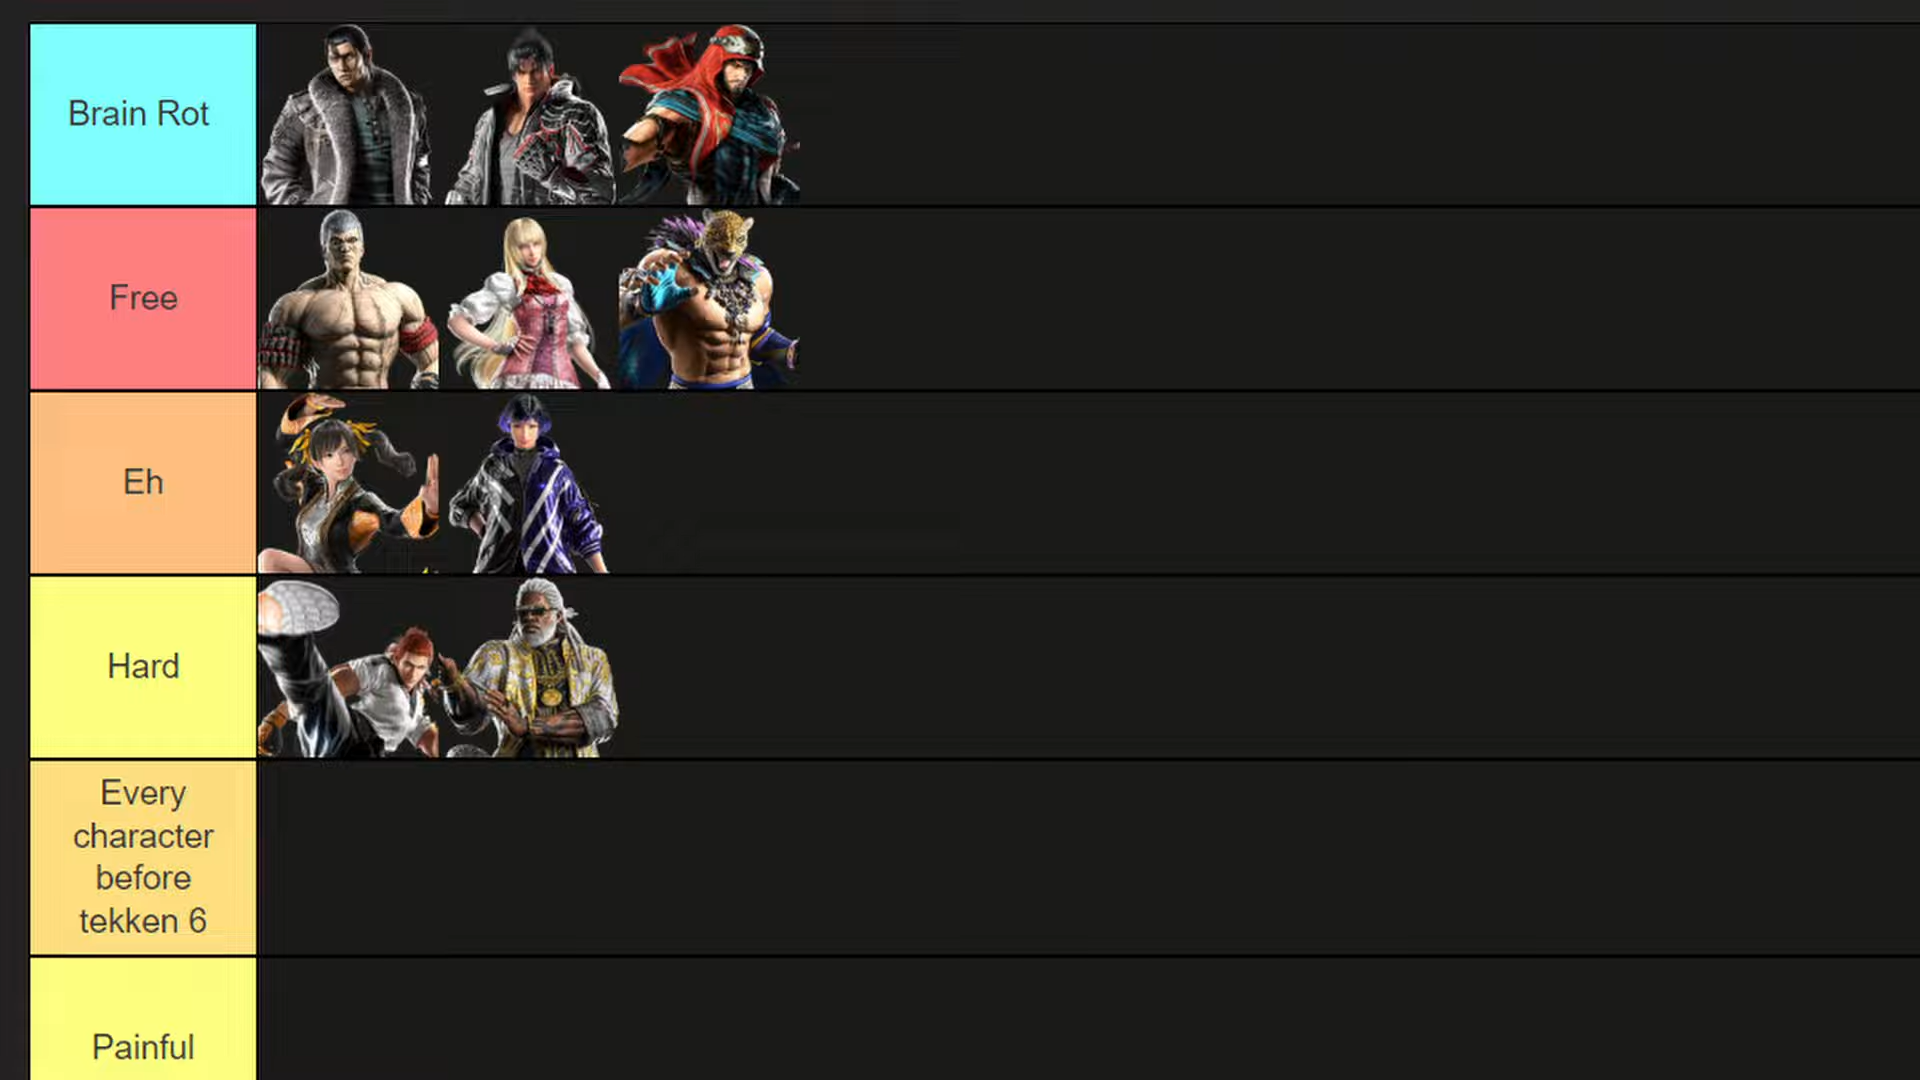 Brain Rot
Free
Eh
Hard
Every
character
before
tekken 6
Painful